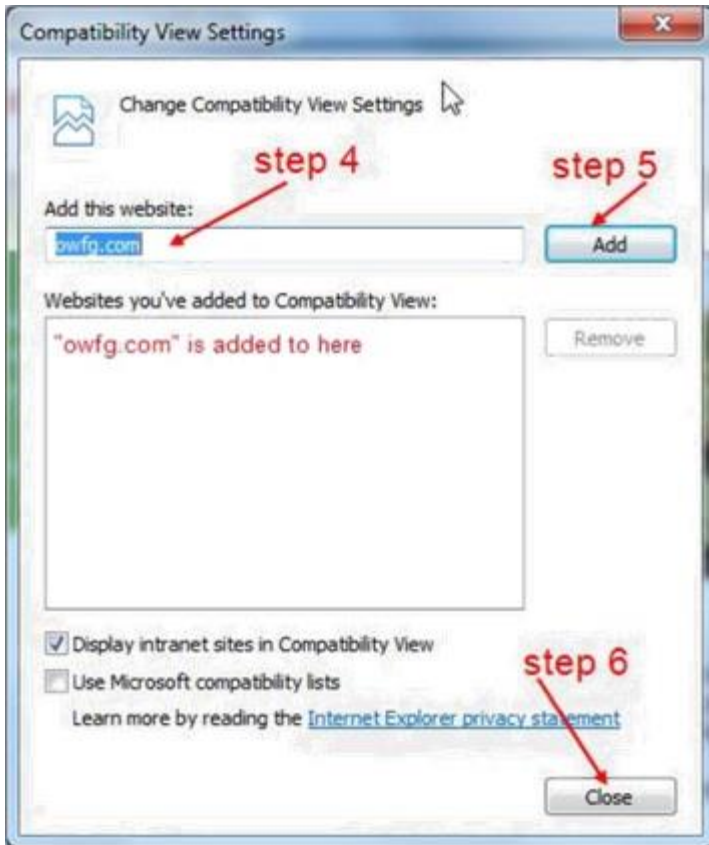 Compatibility View Settings
Change Compatibility View Settings
step 4
step 5
Add this website:
owfg.com
Add
Websites you've added to Compatibility View:
"owfg.com" is added to here
Remove
Display intranet sites in Compatibility View
step 6
Use Microsoft compatibility lists
Learn more by reading the Internet Explorer privacy statement
Close